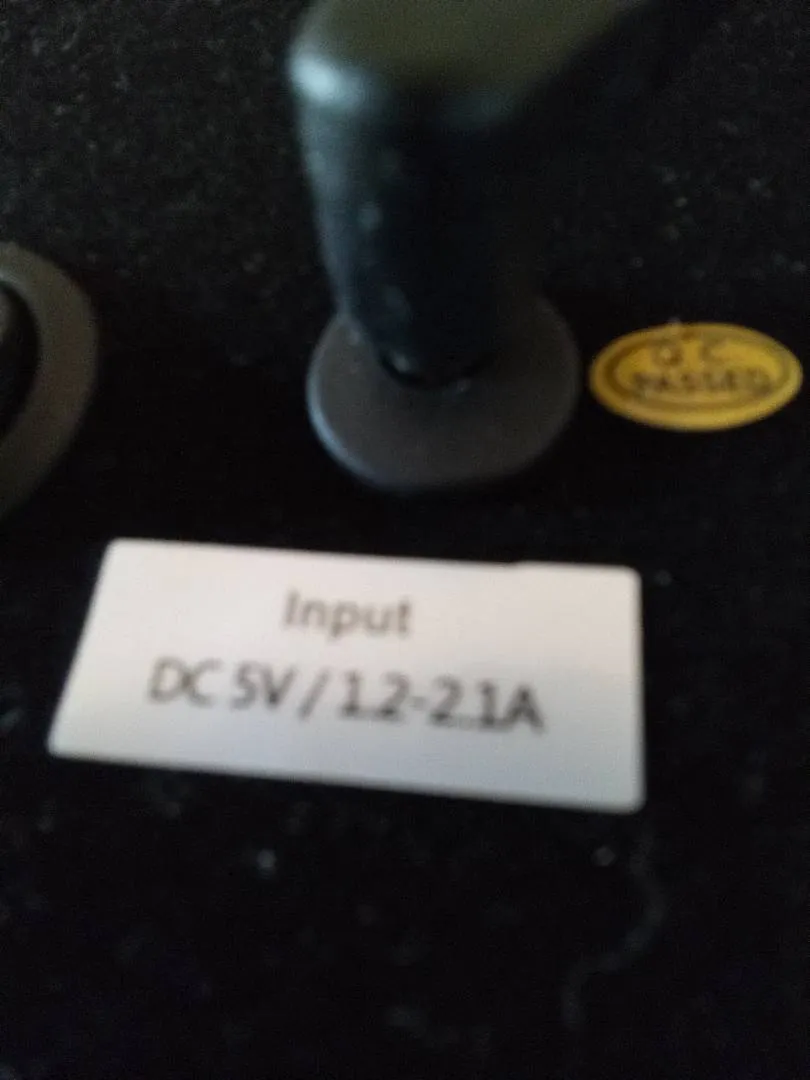 Q C
PASSED
Input
DC 5V / 1.2-2.1A